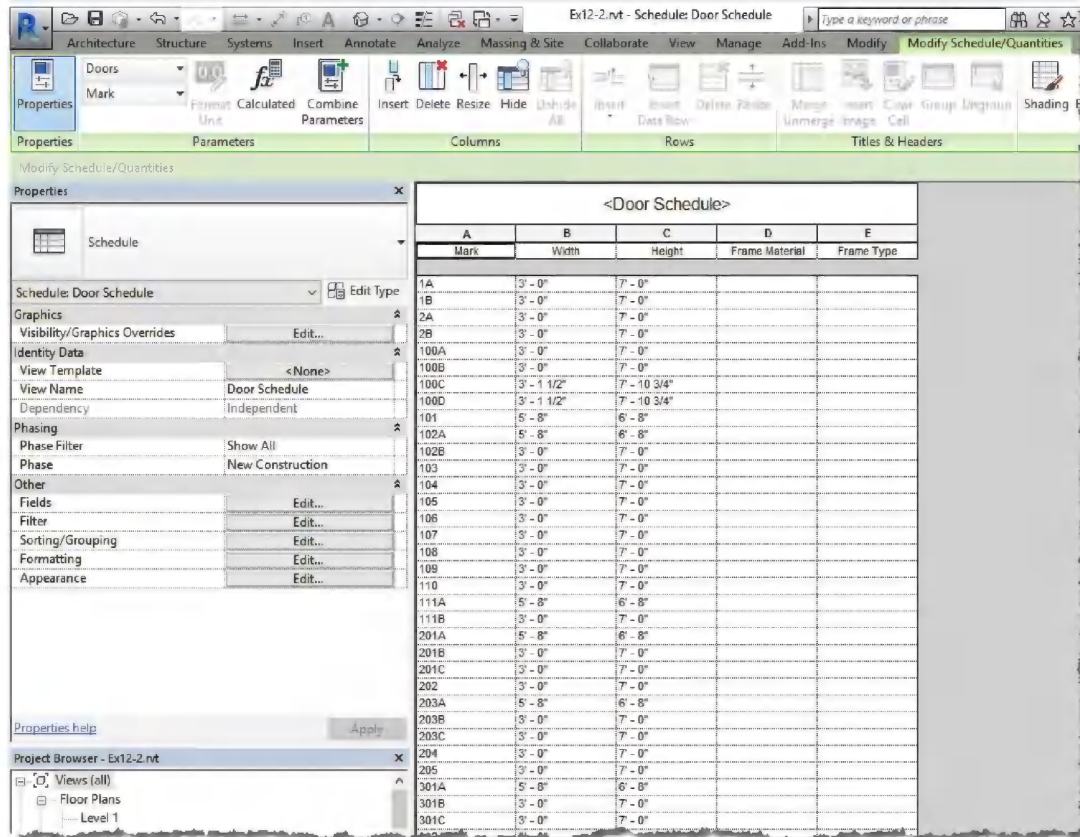 Ex12-2.rvt - Schedule: Door Schedule
Type a keyword or phrase
Architecture Structure Systems Insert Annotate Analyze Massing & Site Collaborate View Manage Add-Ins Modify Modify Schedule/Quantities
Doors
Mark
Properties
Format Unit
Calculated
Combine Parameters
Insert Delete Resize Hide Unhide All
Insert
Insert Data Row
Delete Resize
Merge Unmerge
Insert Image
Clear Cell
Group Ungroup
Shading
Properties Parameters Columns Rows Titles & Headers
Modify Schedule/Quantities
Properties
Schedule
Schedule: Door Schedule
Edit Type
Graphics
Visibility/Graphics Overrides Edit...
Identity Data
View Template <None>
View Name Door Schedule
Dependency Independent
Phasing
Phase Filter Show All
Phase New Construction
Other
Fields Edit...
Filter Edit...
Sorting/Grouping Edit...
Formatting Edit...
Appearance Edit...
Properties help
Apply
Project Browser - Ex12-2.rvt
Views (all)
Floor Plans
Level 1
<Door Schedule>
A B C D E
Mark Width Height Frame Material Frame Type
1A 3' - 0" 7' - 0"
1B 3' - 0" 7' - 0"
2A 3' - 0" 7' - 0"
2B 3' - 0" 7' - 0"
100A 3' - 0" 7' - 0"
100B 3' - 0" 7' - 0"
100C 3' - 1 1/2" 7' - 10 3/4"
100D 3' - 1 1/2" 7' - 10 3/4"
101 5' - 8" 6' - 8"
102A 5' - 8" 6' - 8"
102B 3' - 0" 7' - 0"
103 3' - 0" 7' - 0"
104 3' - 0" 7' - 0"
105 3' - 0" 7' - 0"
106 3' - 0" 7' - 0"
107 3' - 0" 7' - 0"
108 3' - 0" 7' - 0"
109 3' - 0" 7' - 0"
110 3' - 0" 7' - 0"
111A 5' - 8" 6' - 8"
111B 3' - 0" 7' - 0"
201A 5' - 8" 6' - 8"
201B 3' - 0" 7' - 0"
201C 3' - 0" 7' - 0"
202 3' - 0" 7' - 0"
203A 5' - 8" 6' - 8"
203B 3' - 0" 7' - 0"
203C 3' - 0" 7' - 0"
204 3' - 0" 7' - 0"
205 3' - 0" 7' - 0"
301A 5' - 8" 6' - 8"
301B 3' - 0" 7' - 0"
301C 3' - 0" 7' - 0"